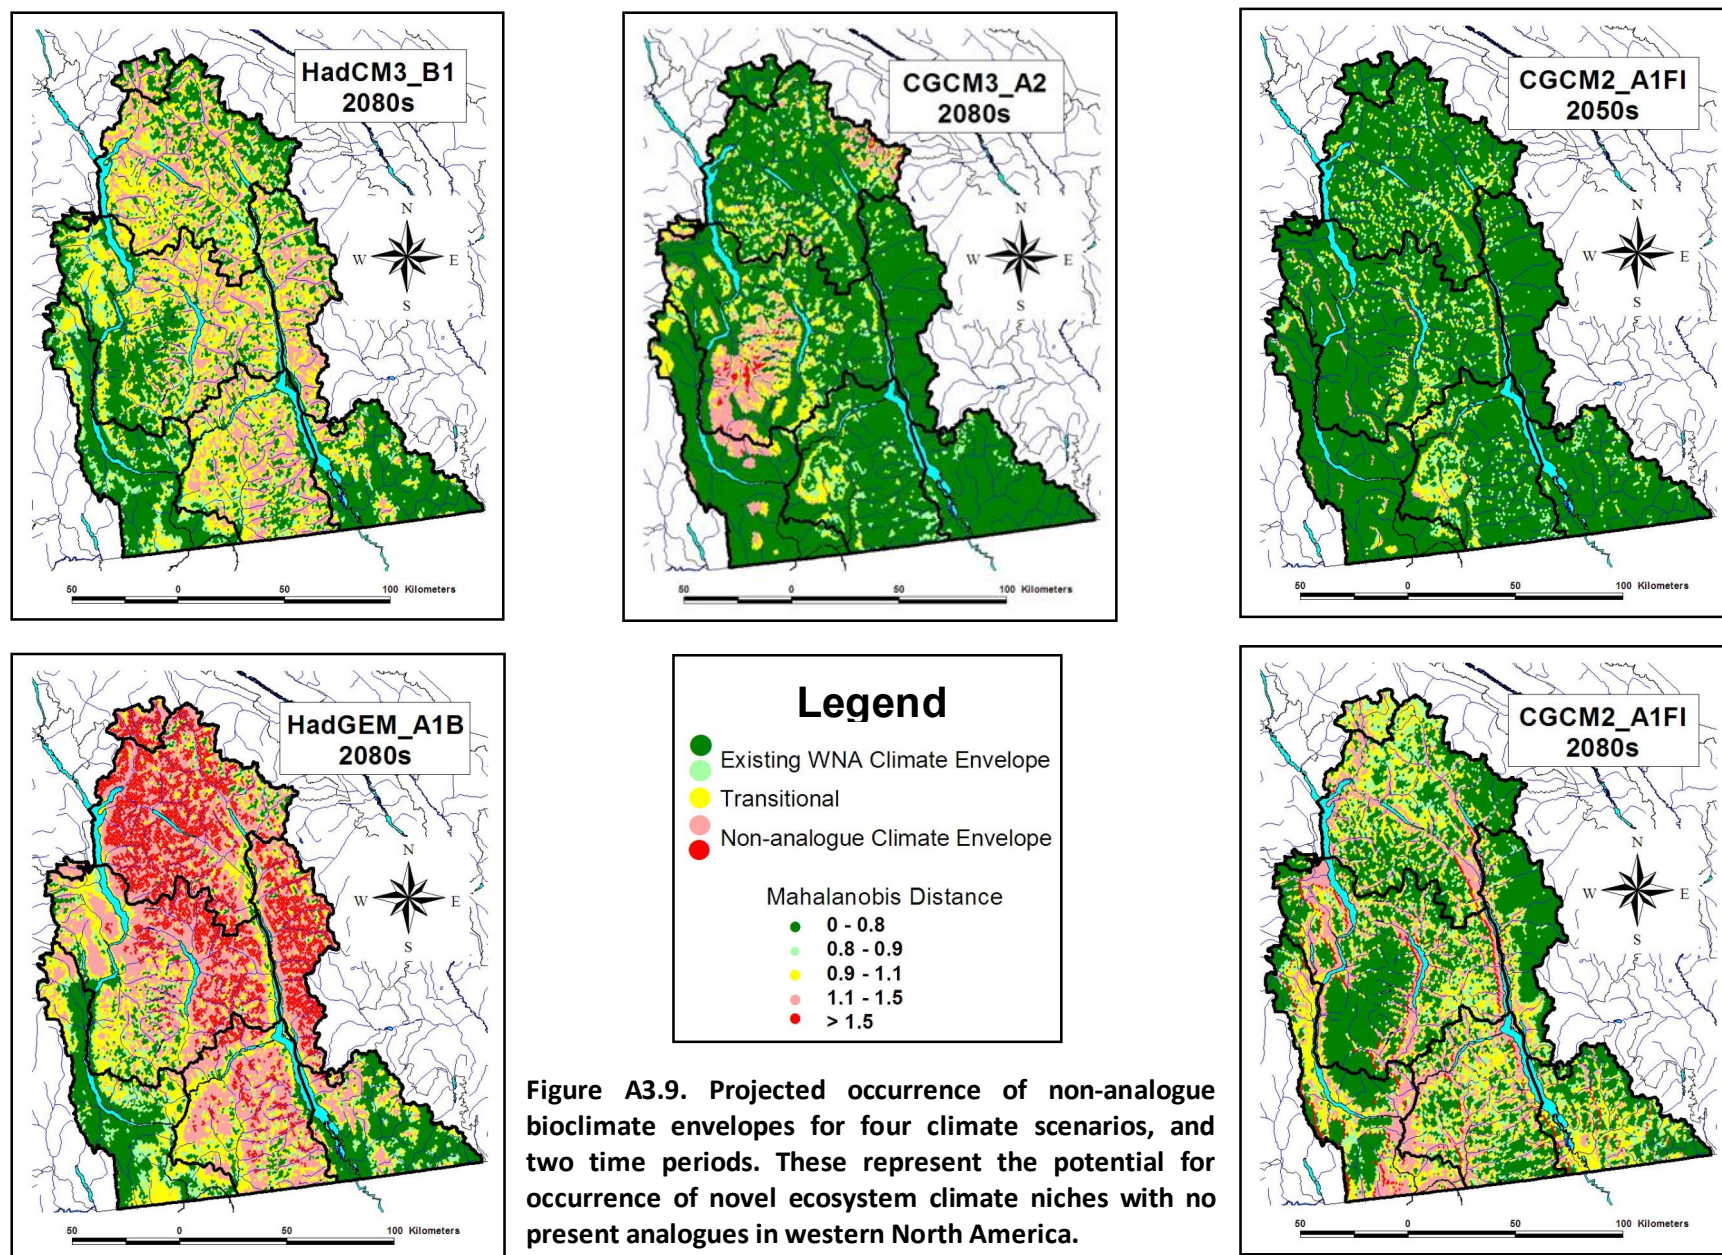 HadCM3_B1
2080s
N
W
E
S
50
0
50
100 Kilometers
CGCM3_A2
2080s
N
W
E
S
50
0
50
100 Kilometers
CGCM2_A1FI
2050s
N
W
E
S
50
0
50
100 Kilometers
HadGEM_A1B
2080s
N
W
E
S
50
0
50
100 Kilometers
Legend
Existing WNA Climate Envelope
Transitional
Non-analogue Climate Envelope
Mahalanobis Distance
0 - 0.8
0.8 - 0.9
0.9 - 1.1
1.1 - 1.5
> 1.5
CGCM2_A1FI
2080s
N
W
E
S
50
0
50
100 Kilometers
Figure A3.9. Projected occurrence of non-analogue
bioclimate envelopes for four climate scenarios, and
two time periods. These represent the potential for
occurrence of novel ecosystem climate niches with no
present analogues in western North America.